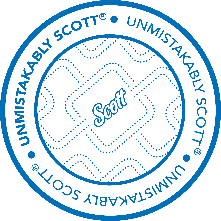 UNMISTAKABLY SCOTT®
• UNMISTAKABLY SCOTT®
• UNMISTAKABLY SCOTT®
•
Scott